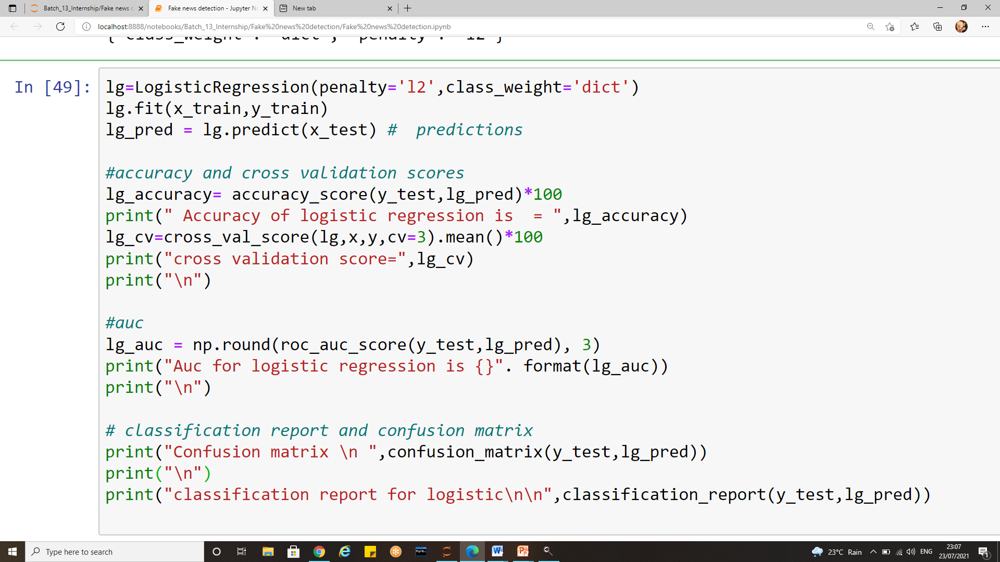 Batch_13_Internship/Fake news d
Fake news detection - Jupyter N
New tab
localhost:8888/notebooks/Batch_13_Internship/Fake%20news%20detection/Fake%20news%20detection.ipynb
{ 'class_weight': 'dict', 'penalty': 'l2'}
In [49]:
lg=LogisticRegression(penalty='l2',class_weight='dict')
lg.fit(x_train,y_train)
lg_pred = lg.predict(x_test) #  predictions
#accuracy and cross validation scores
lg_accuracy= accuracy_score(y_test,lg_pred)*100
print(" Accuracy of logistic regression is  = ",lg_accuracy)
lg_cv=cross_val_score(lg,x,y,cv=3).mean()*100
print("cross validation score=",lg_cv)
print("\n")
#auc
lg_auc = np.round(roc_auc_score(y_test,lg_pred), 3)
print("Auc for logistic regression is {}". format(lg_auc))
print("\n")
# classification report and confusion matrix
print("Confusion matrix \n ",confusion_matrix(y_test,lg_pred))
print("\n")
print("classification report for logistic\n\n",classification_report(y_test,lg_pred))
Type here to search
MySQL
23°C Rain
ENG
23:07
23/07/2021
1